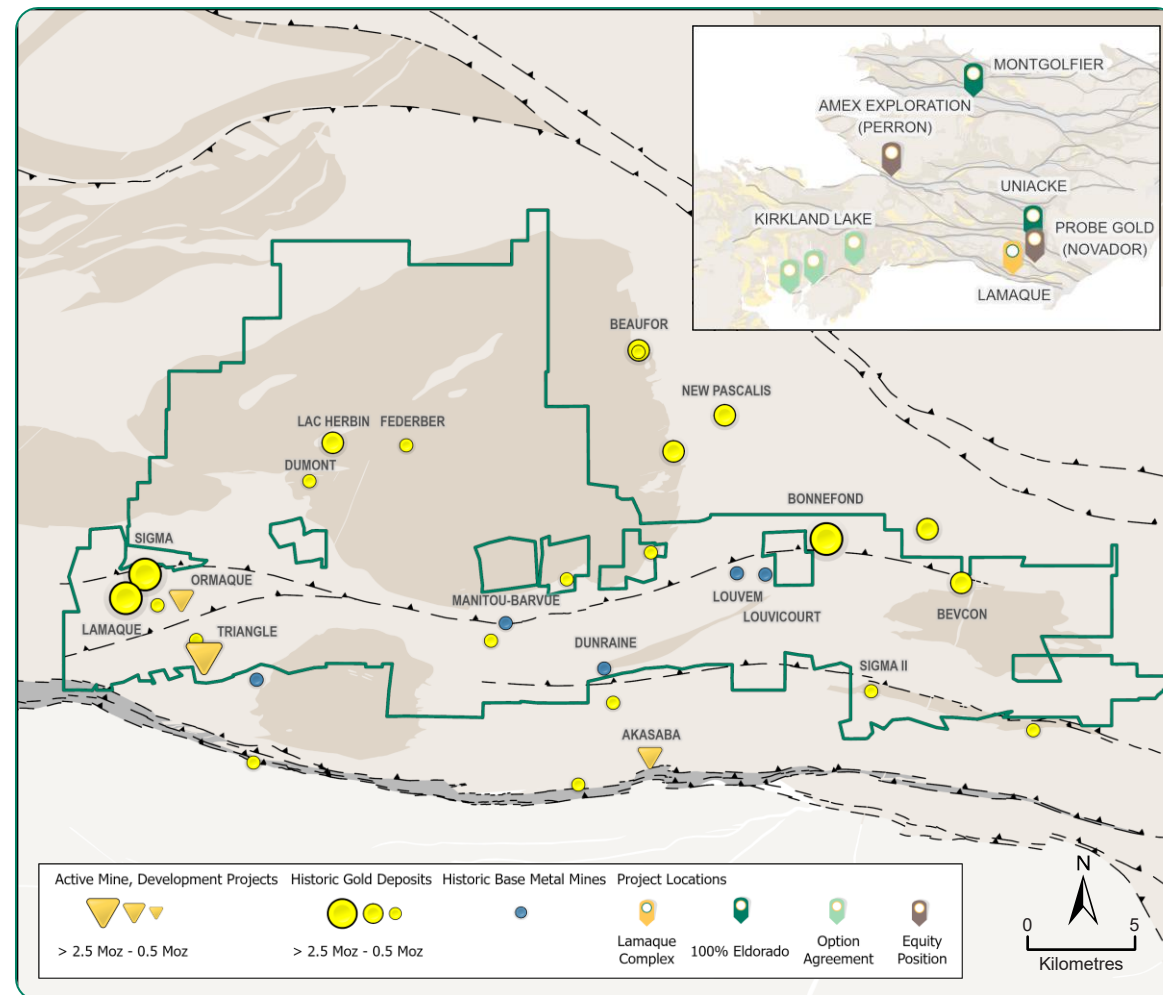 MONTGOLFIER
AMEX EXPLORATION
(PERRON)
UNIACKE
KIRKLAND LAKE
PROBE GOLD
(NOVADOR)
LAMAQUE
BEAUFOR
NEW PASCALIS
LAC HERBIN
FEDERBER
DUMONT
BONNEFOND
SIGMA
ORMAQUE
LAMAQUE
TRIANGLE
MANITOU-BARVUE
LOUVEM
LOUVICOURT
BEVCON
DUNRAINE
SIGMA II
AKASABA
Active Mine, Development Projects
> 2.5 Moz - 0.5 Moz
Historic Gold Deposits
> 2.5 Moz - 0.5 Moz
Historic Base Metal Mines
Project Locations
Lamaque
Complex
100% Eldorado
Option
Agreement
Equity
Position
N
0 5
Kilometres